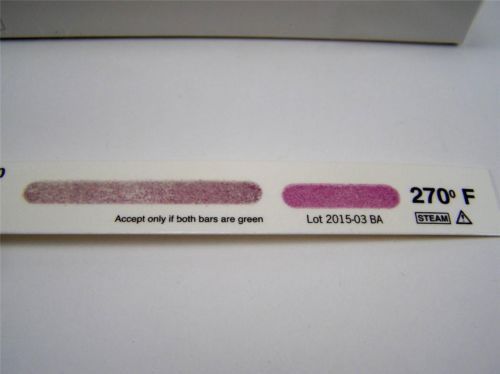 270° F
Accept only if both bars are green
Lot 2015-03 BA
STEAM